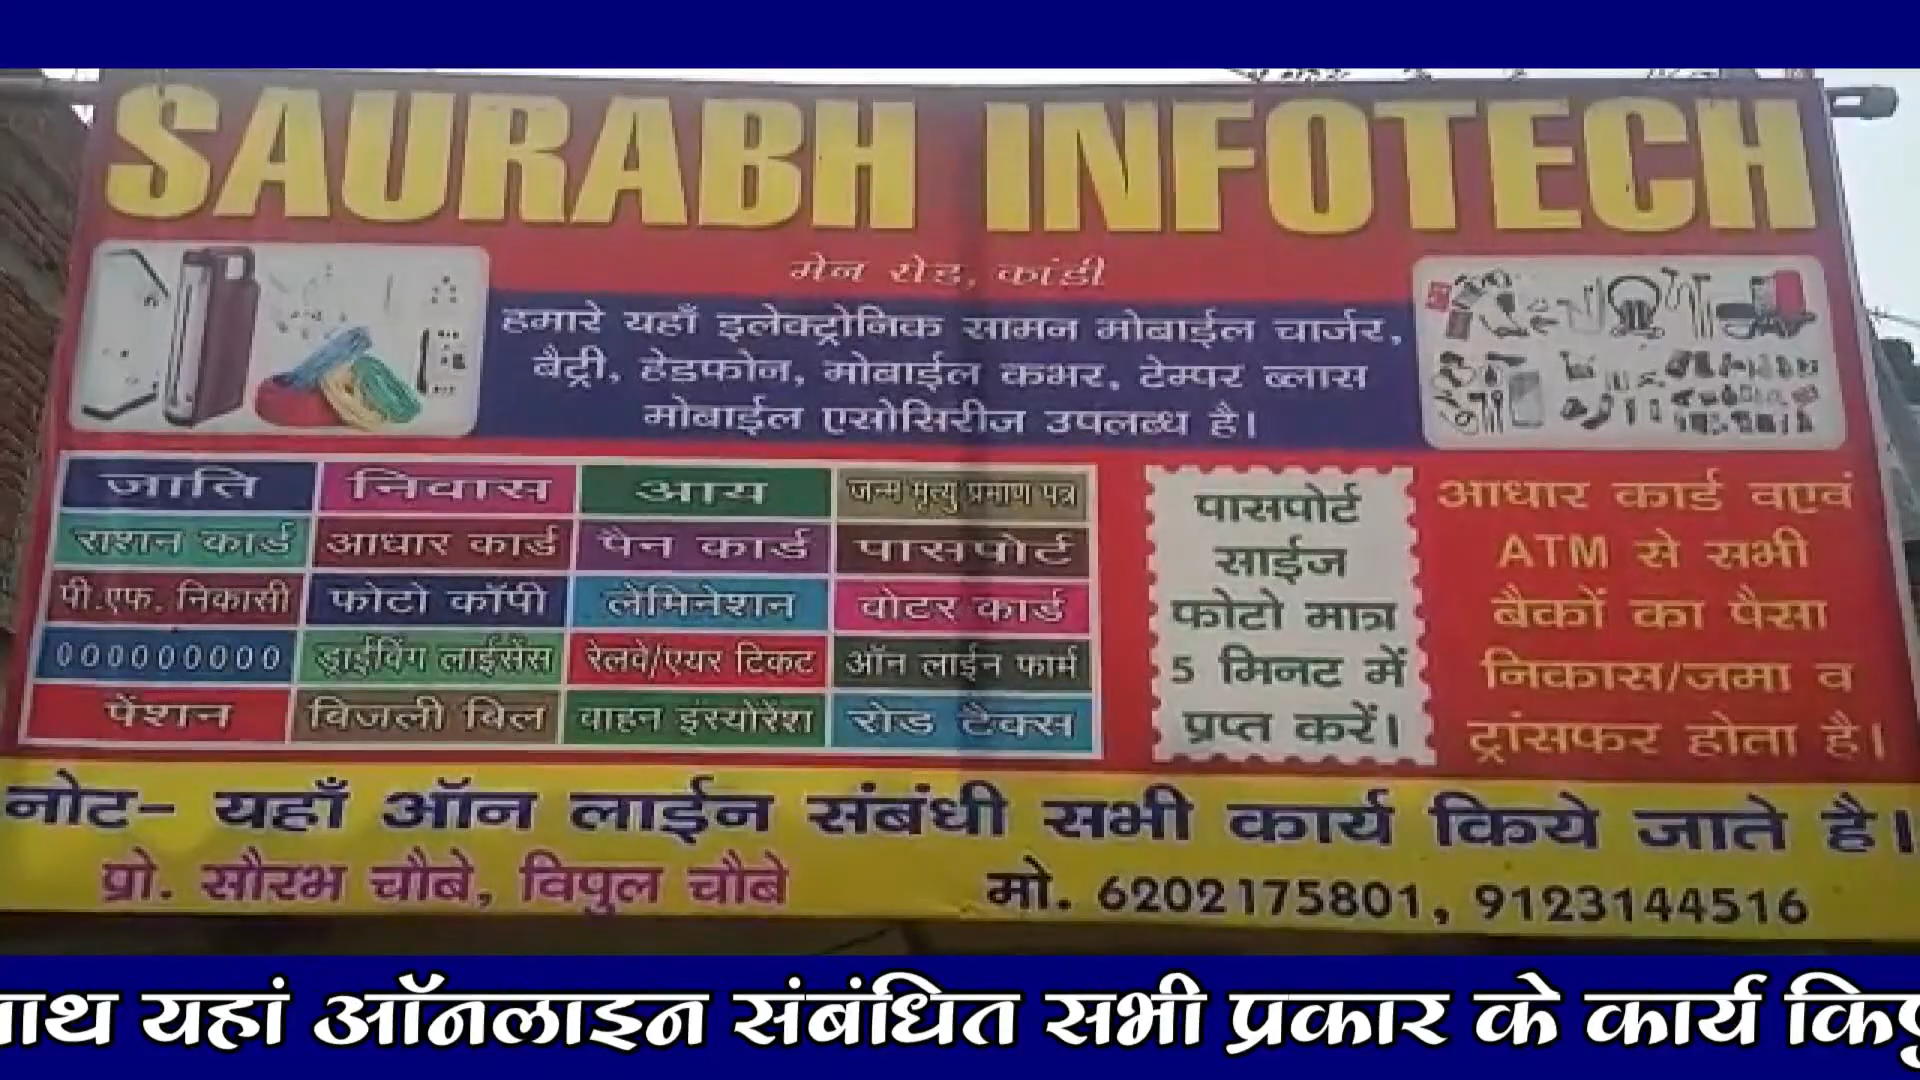 SAURABH INFOTECH
मेन रोड, कांडी
हमारे यहाँ इलेक्ट्रोनिक सामन मोबाईल चार्जर,
बैट्री, हेडफोन, मोबाईल कभर, टेम्पर ब्लास
मोबाईल एसोसिरीज उपलब्ध है।
जाति निवास आय जन्म मृत्यु प्रमाण पत्र
राशन कार्ड आधार कार्ड पैन कार्ड पासपोर्ट
पी.एफ. निकासी फोटो कॉपी लेमिनेशन वोटर कार्ड
000000000 ड्राईविंग लाईसेंस रेलवे/एयर टिकट ऑन लाईन फार्म
पेंशन बिजली बिल वाहन इंस्योरेंश रोड टैक्स
पासपोर्ट
साईज
फोटो मात्र
5 मिनट में
प्रप्त करें।
आधार कार्ड वएवं
ATM से सभी
बैकों का पैसा
निकास/जमा व
ट्रांसफर होता है।
नोट- यहाँ ऑन लाईन संबंधी सभी कार्य किये जाते है।
प्रो. सौरभ चौबे, विपुल चौबे मो. 6202175801, 9123144516
यहां ऑनलाइन संबंधित सभी प्रकार के कार्य